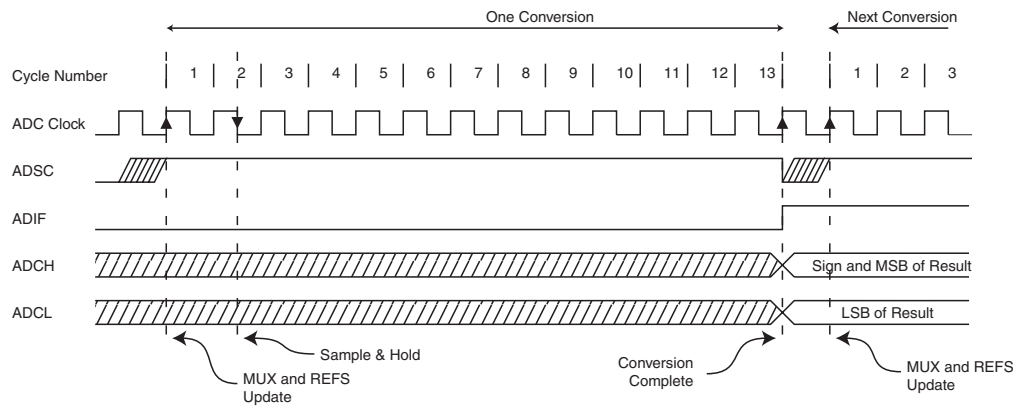 One Conversion
Next Conversion
Cycle Number 1 2 3 4 5 6 7 8 9 10 11 12 13 1 2 3
ADC Clock
ADSC
ADIF
ADCH Sign and MSB of Result
ADCL LSB of Result
Sample & Hold
MUX and REFS
Update
Conversion
Complete
MUX and REFS
Update